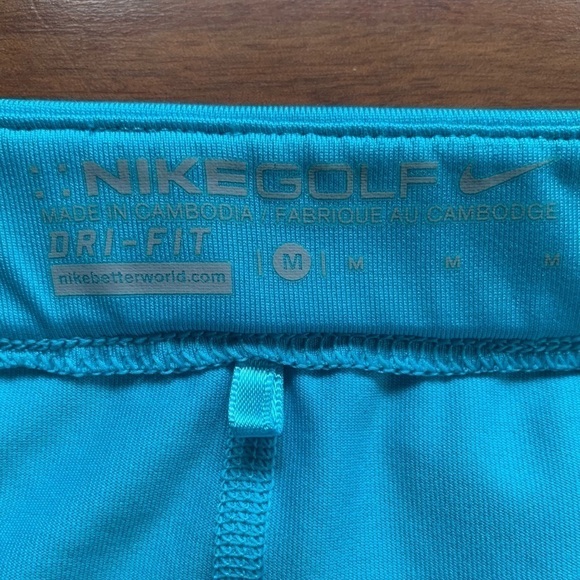 NIKEGOLF
MADE IN CAMBODIA / FABRIQUE AU CAMBODGE
DRI-FIT
nikebetterworld.com
| M | M M M